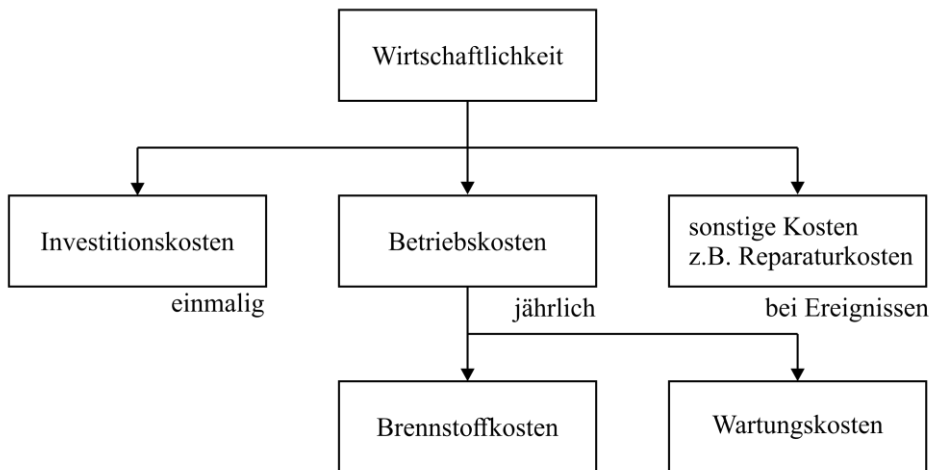 Wirtschaftlichkeit
Investitionskosten
Betriebskosten
sonstige Kosten
z.B. Reparaturkosten
einmalig
jährlich
bei Ereignissen
Brennstoffkosten
Wartungskosten